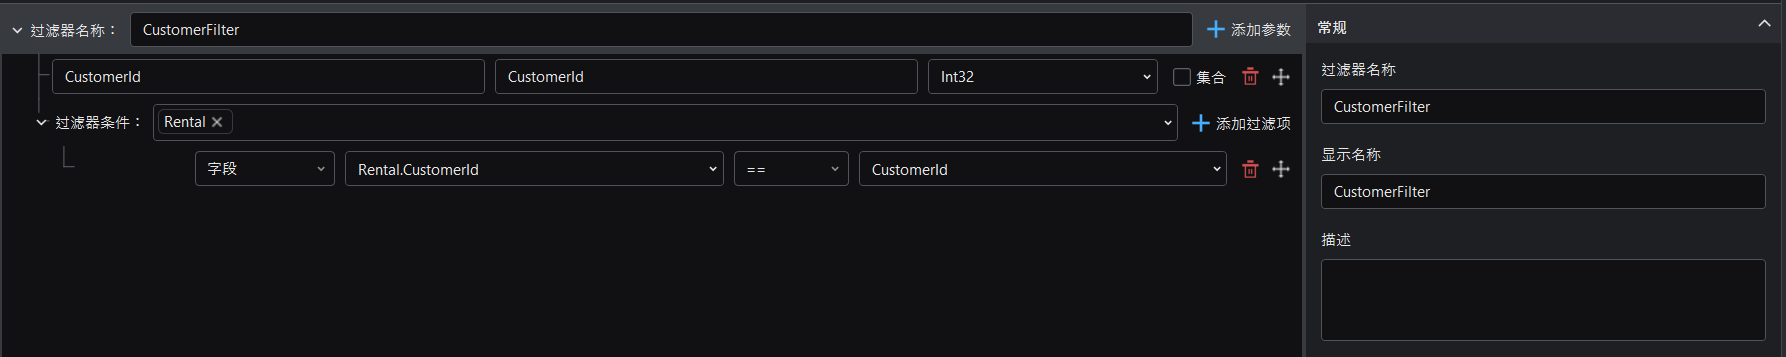 过滤器名称： CustomerFilter 添加参数
CustomerId CustomerId Int32 集合
过滤器条件： Rental 添加过滤项
字段 Rental.CustomerId == CustomerId
常规
过滤器名称
CustomerFilter
显示名称
CustomerFilter
描述